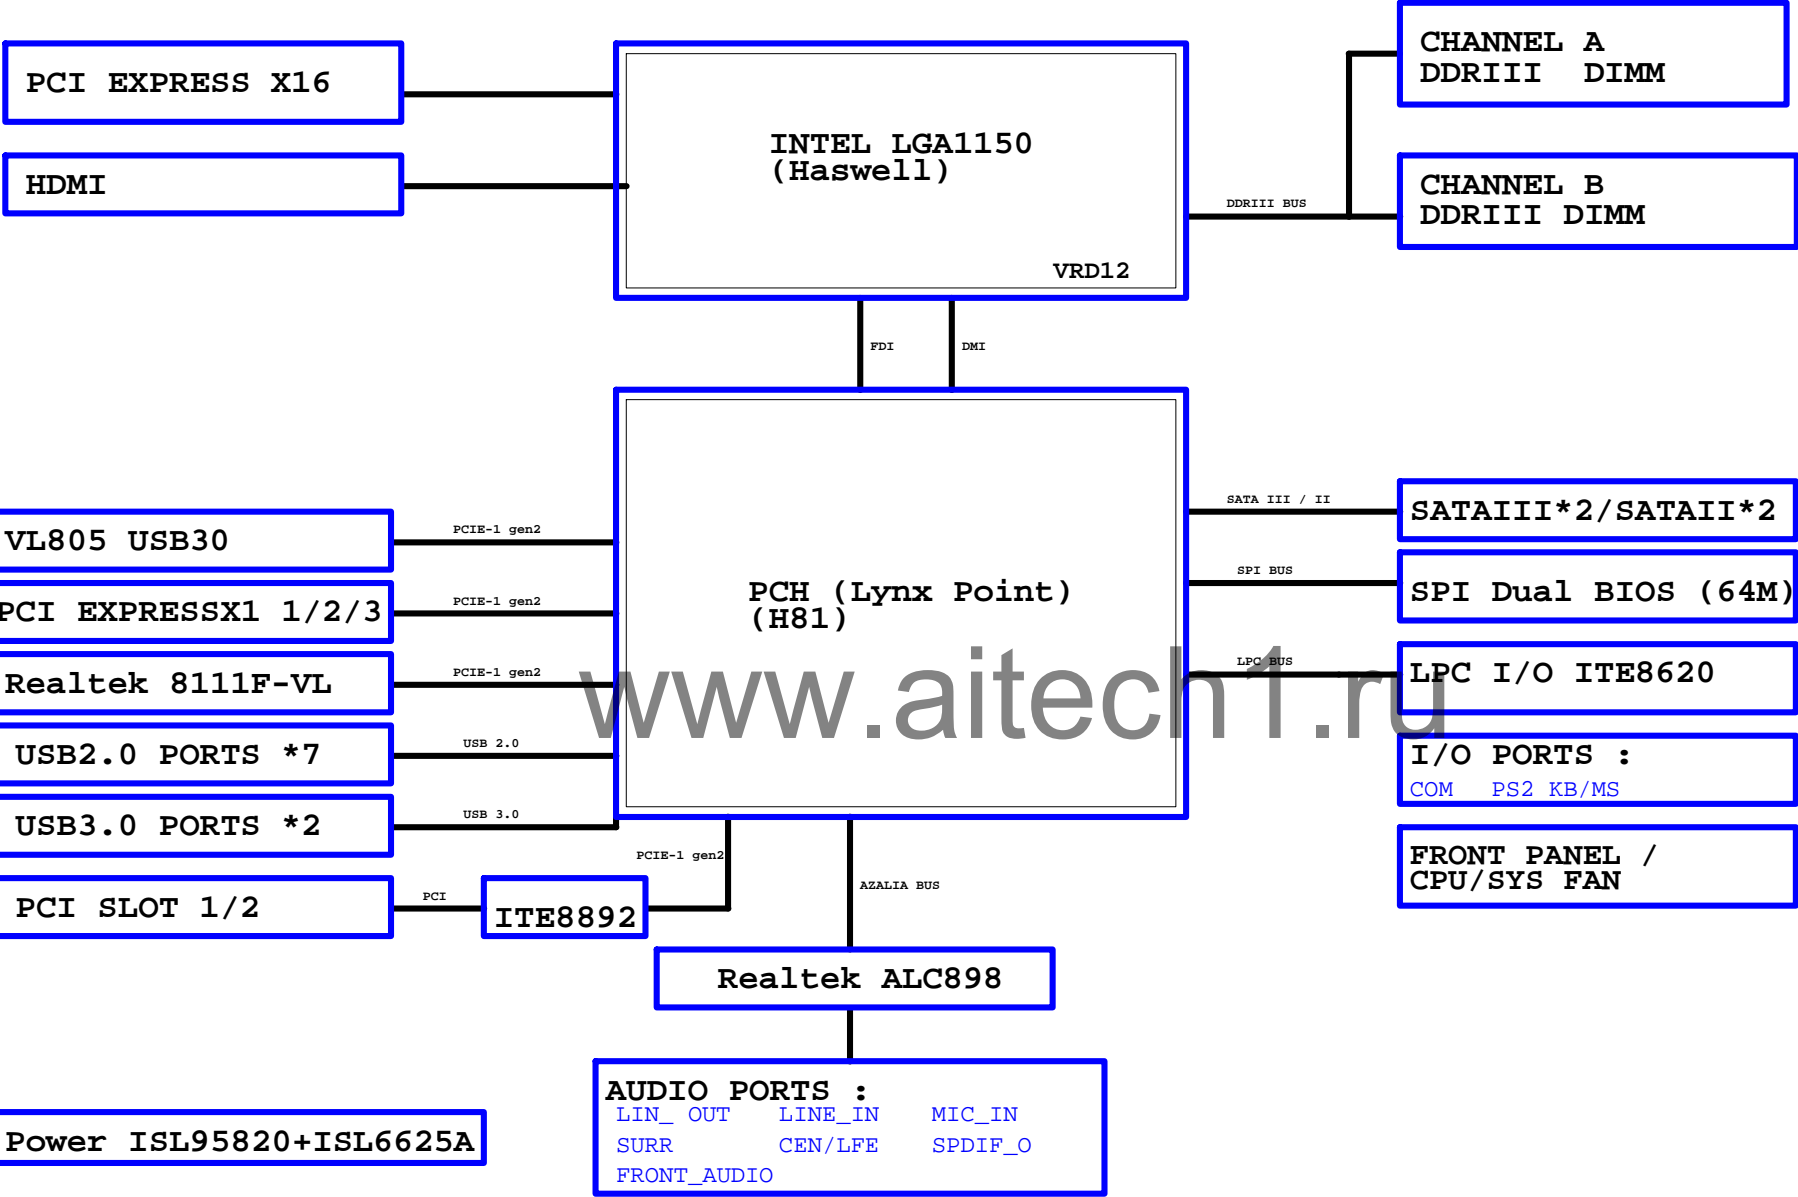 PCI EXPRESS X16
HDMI
INTEL LGA1150
(Haswell)
VRD12
DDRIII BUS
CHANNEL A
DDRIII DIMM
CHANNEL B
DDRIII DIMM
FDI
DMI
VL805 USB30
PCIE-1 gen2
PCI EXPRESSX1 1/2/3
PCIE-1 gen2
Realtek 8111F-VL
PCIE-1 gen2
USB2.0 PORTS *7
USB 2.0
USB3.0 PORTS *2
USB 3.0
PCI SLOT 1/2
PCI
ITE8892
PCIE-1 gen2
PCH (Lynx Point)
(H81)
www.aitech1.ru
SATA III / II
SATAIII*2/SATAII*2
SPI BUS
SPI Dual BIOS (64M)
LPC BUS
LPC I/O ITE8620
I/O PORTS :
COM PS2 KB/MS
FRONT PANEL /
CPU/SYS FAN
AZALIA BUS
Realtek ALC898
AUDIO PORTS :
LIN_ OUT LINE_IN MIC_IN
SURR CEN/LFE SPDIF_O
FRONT_AUDIO
Power ISL95820+ISL6625A